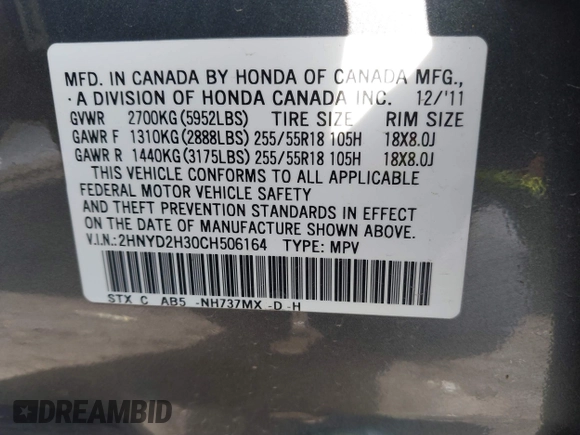 MFD. IN CANADA BY HONDA OF CANADA MFG.,
· A DIVISION OF HONDA CANADA INC. 12/'11
GVWR 2700KG(5952LBS) TIRE SIZE RIM SIZE
GAWR F 1310KG(2888LBS) 255/55R18 105H 18X8.0J
GAWR R 1440KG(3175LBS) 255/55R18 105H 18X8.0J
THIS VEHICLE CONFORMS TO ALL APPLICABLE
FEDERAL MOTOR VEHICLE SAFETY
AND THEFT PREVENTION STANDARDS IN EFFECT
ON THE DATE OF MANUFACTURE SHOWN ABOVE.
V.I.N.:2HNYD2H30CH506164 TYPE: MPV
STX C AB5 -NH737MX -D -H
DREAMBID